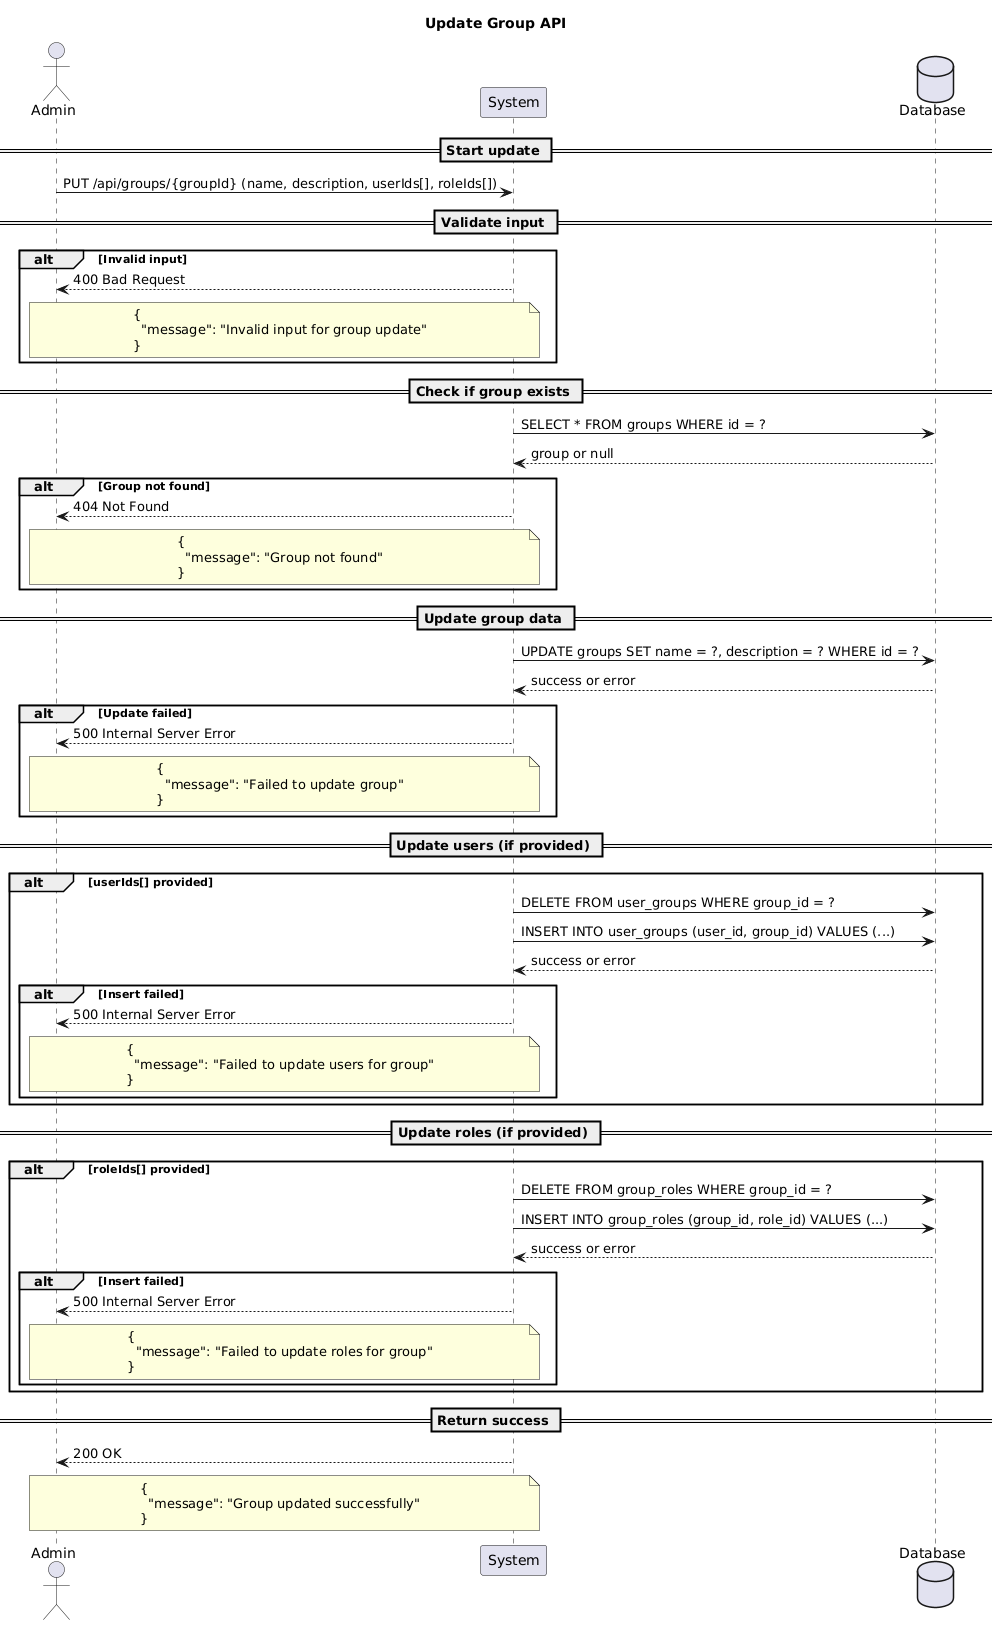 Update Group API
Admin
System
Database
Start update
PUT /api/groups/{groupId} (name, description, userIds[], roleIds[])
Validate input
alt [Invalid input]
400 Bad Request
{
"message": "Invalid input for group update"
}
Check if group exists
SELECT * FROM groups WHERE id = ?
group or null
alt [Group not found]
404 Not Found
{
"message": "Group not found"
}
Update group data
UPDATE groups SET name = ?, description = ? WHERE id = ?
success or error
alt [Update failed]
500 Internal Server Error
{
"message": "Failed to update group"
}
Update users (if provided)
alt [userIds[] provided]
DELETE FROM user_groups WHERE group_id = ?
INSERT INTO user_groups (user_id, group_id) VALUES (...)
success or error
alt [Insert failed]
500 Internal Server Error
{
"message": "Failed to update users for group"
}
Update roles (if provided)
alt [roleIds[] provided]
DELETE FROM group_roles WHERE group_id = ?
INSERT INTO group_roles (group_id, role_id) VALUES (...)
success or error
alt [Insert failed]
500 Internal Server Error
{
"message": "Failed to update roles for group"
}
Return success
200 OK
{
"message": "Group updated successfully"
}
Admin
System
Database